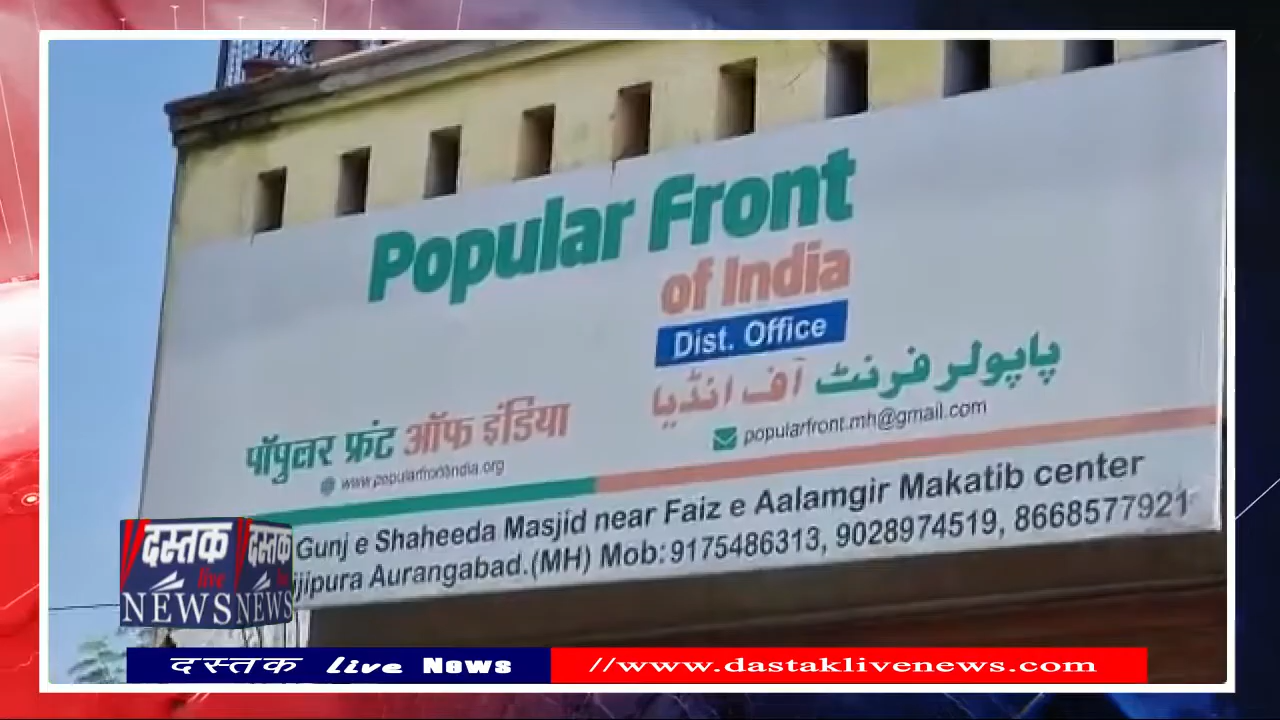 Popular Front
of India
Dist. Office
پاپولر فرنٹ آف انڈیا
पॉपुलर फ्रंट ऑफ इंडिया
popularfront.mh@gmail.com
@ www.popularfrontindia.org
Gunj e Shaheeda Masjid near Faiz e Aalamgir Makatib center
jipura Aurangabad.(MH) Mob:9175486313, 9028974519, 8668577921
दस्तक live NEWS
दस्तक live NEWS
दस्तक Live News
//www.dastaklivenews.com